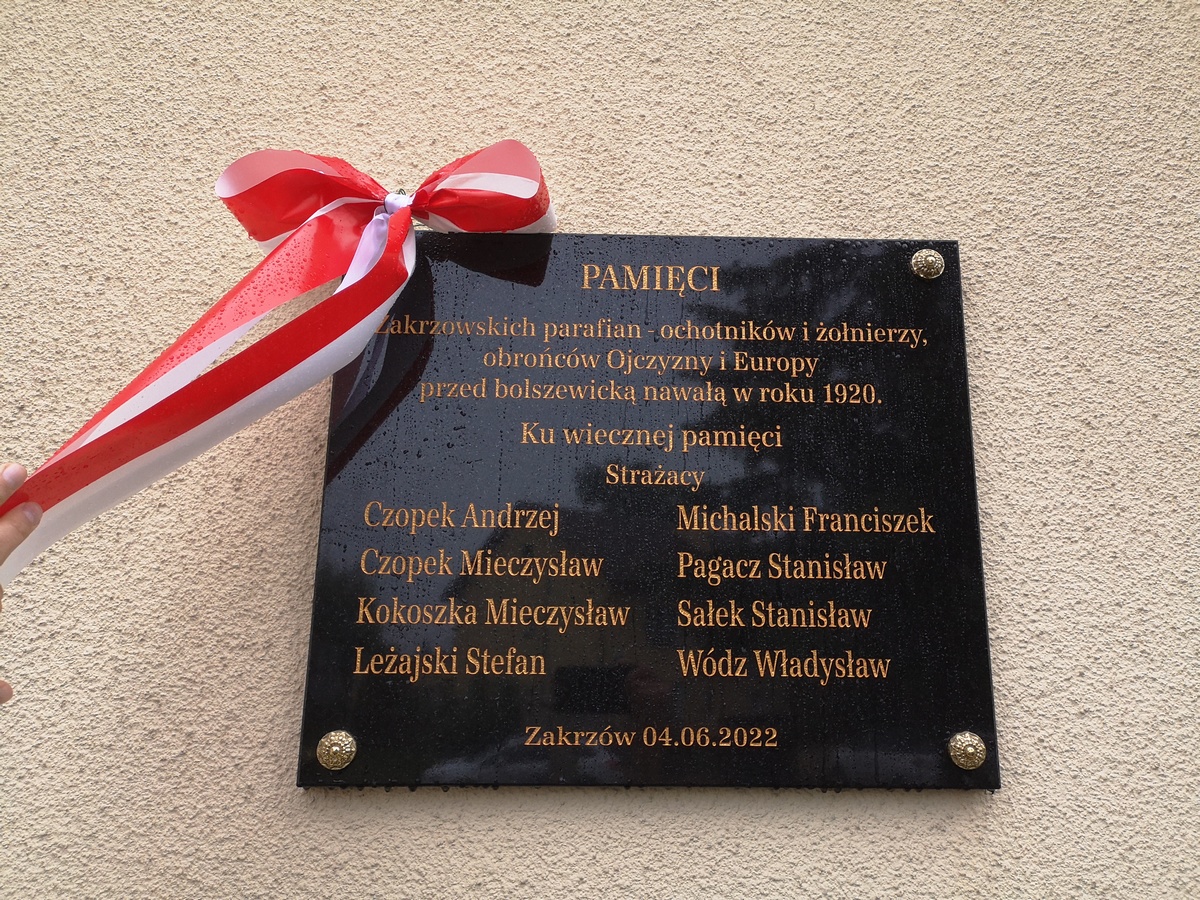 PAMIĘCI
Zakrzowskich parafian - ochotników i żołnierzy,
obrońców Ojczyzny i Europy
przed bolszewicką nawałą w roku 1920.
Ku wiecznej pamięci
Strażacy
Czopek Andrzej Michalski Franciszek
Czopek Mieczysław Pagacz Stanisław
Kokoszka Mieczysław Sałek Stanisław
Leżajski Stefan Wódz Władysław
Zakrzów 04.06.2022